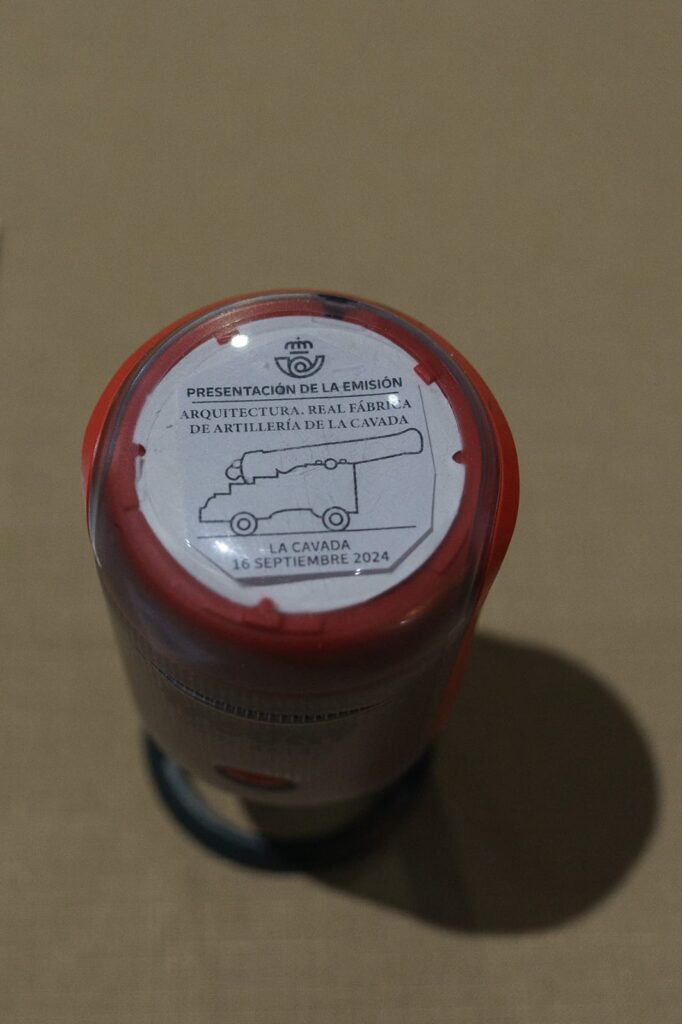 PRESENTACIÓN DE LA EMISIÓN
ARQUITECTURA. REAL FÁBRICA
DE ARTILLERÍA DE LA CAVADA
LA CAVADA
16 SEPTIEMBRE 2024